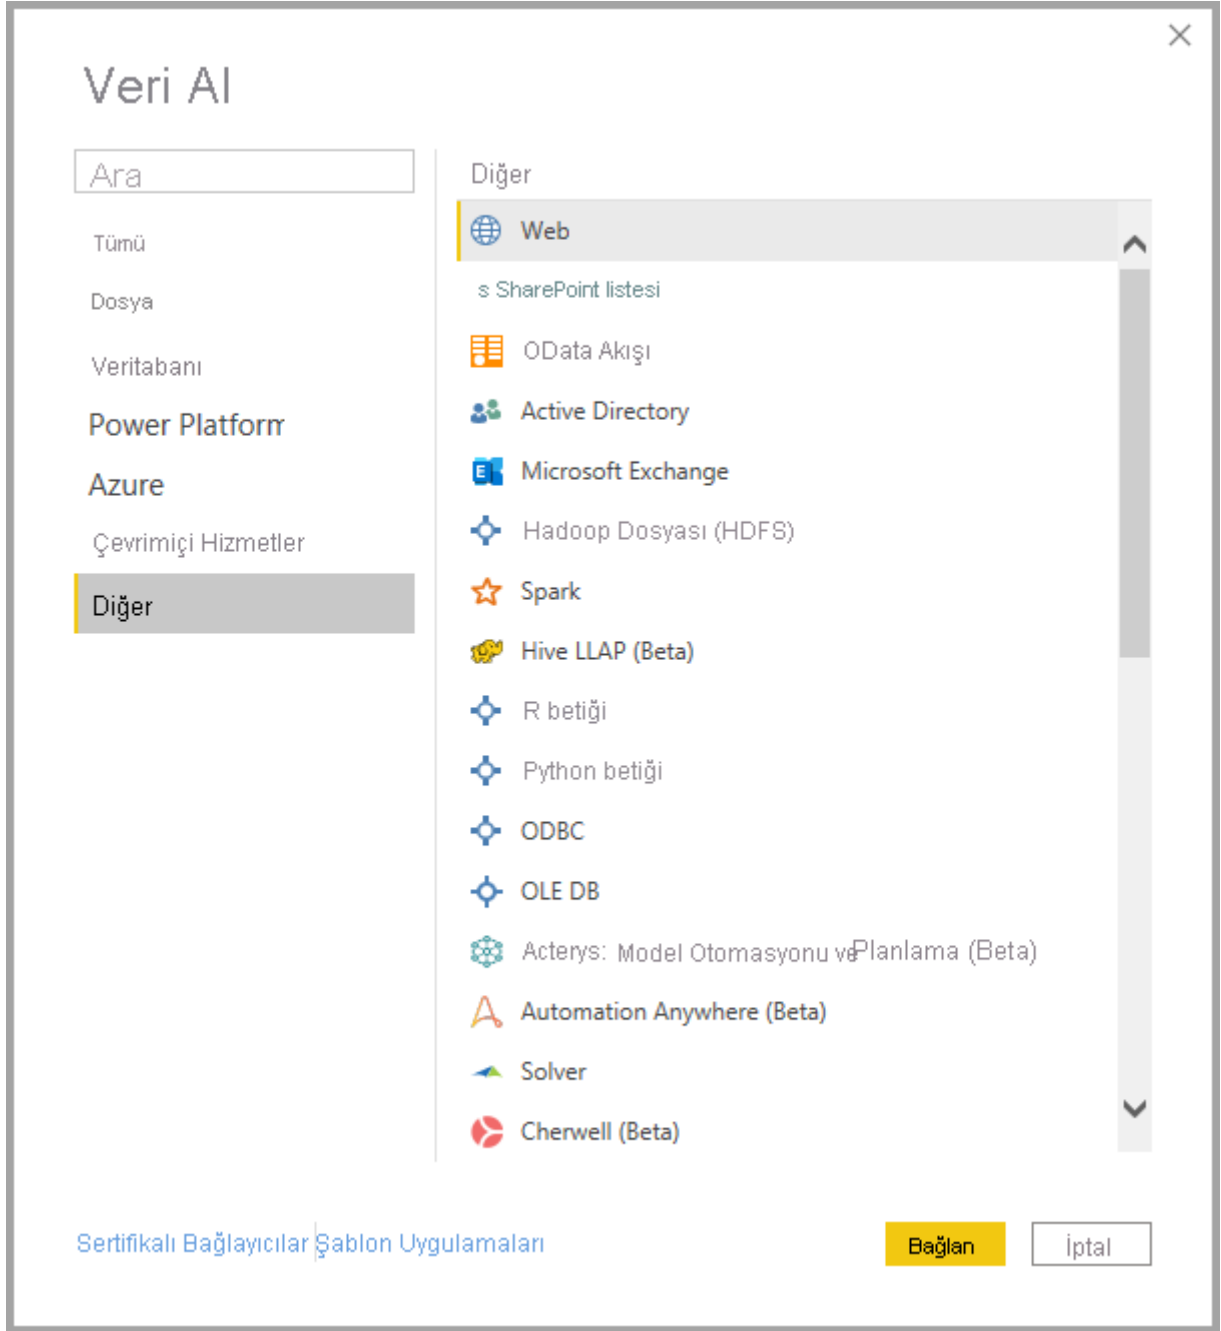 Veri Al
Ara
Tümü
Dosya
Veritabanı
Power Platform
Azure
Çevrimiçi Hizmetler
Diğer
Diğer
Web
s SharePoint listesi
OData Akışı
Active Directory
Microsoft Exchange
Hadoop Dosyası (HDFS)
Spark
Hive LLAP (Beta)
R betiği
Python betiği
ODBC
OLE DB
Acterys: Model Otomasyonu ve Planlama (Beta)
Automation Anywhere (Beta)
Solver
Cherwell (Beta)
Sertifikalı Bağlayıcılar Şablon Uygulamaları
Bağlan
İptal